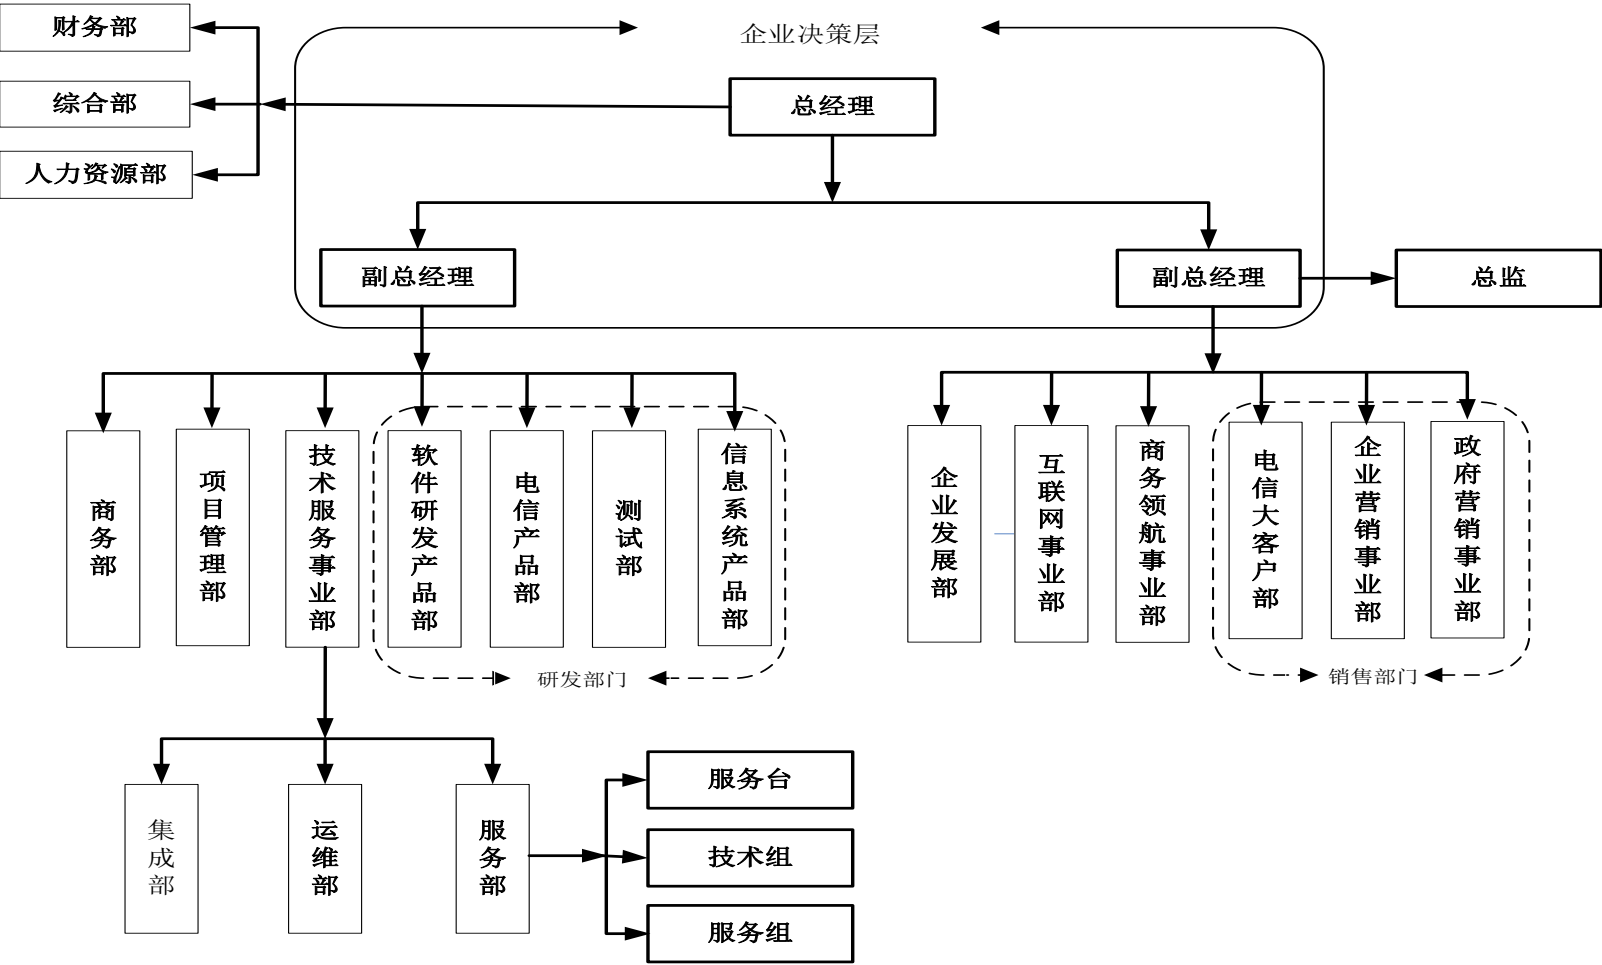 财务部
企业决策层
综合部
总经理
人力资源部
副总经理
副总经理
总监
商务部
项目管理部
技术服务事业部
软件研发产品部
电信产品部
测试部
信息系统产品部
企业发展部
互联网事业部
商务领航事业部
电信大客户部
企业营销事业部
政府营销事业部
研发部门
销售部门
集成部
运维部
服务部
服务台
技术组
服务组